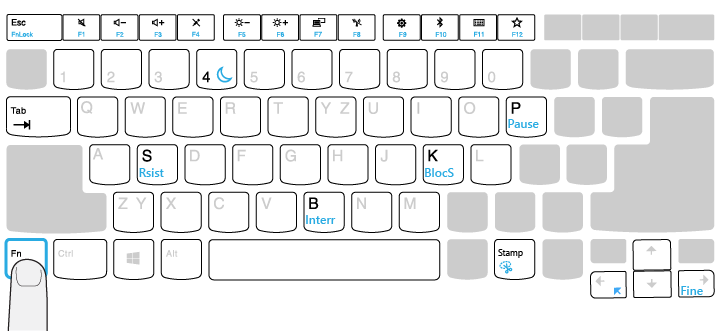 Esc
FnLock F1 F2 F3 F4 F5 F6 F7 F8 F9 F10 F11 F12
1 2 3 4 5 6 7 8 9 0
Tab Q W E R T Y Z U I O P
Pause
A S D F G H J K L
Rsist BlocS
Z Y X C V B N M
Interr
Fn Ctrl Alt Stamp
Fine